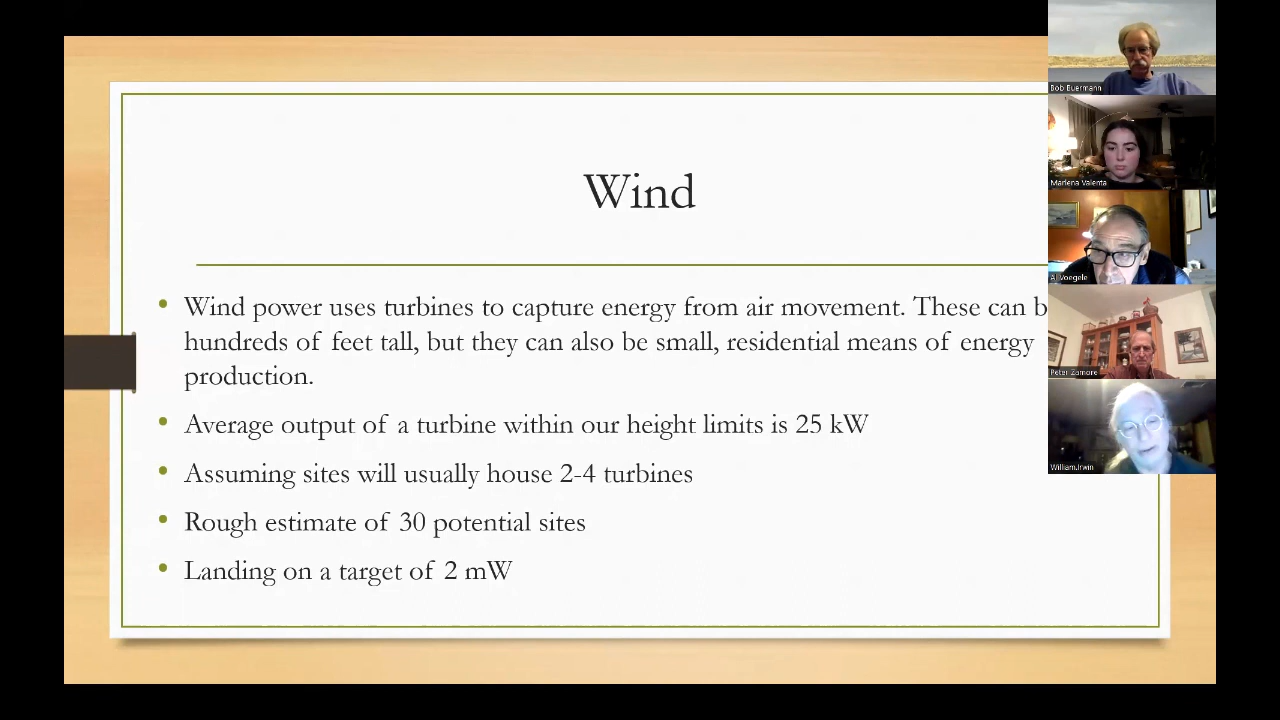 Wind
Wind power uses turbines to capture energy from air movement. These can b
hundreds of feet tall, but they can also be small, residential means of energy
production.
Average output of a turbine within our height limits is 25 kW
Assuming sites will usually house 2-4 turbines
Rough estimate of 30 potential sites
Landing on a target of 2 mW
Bob Buermann
Marlena Valenta
Al Voegele
Peter Zamore
William.Irwin